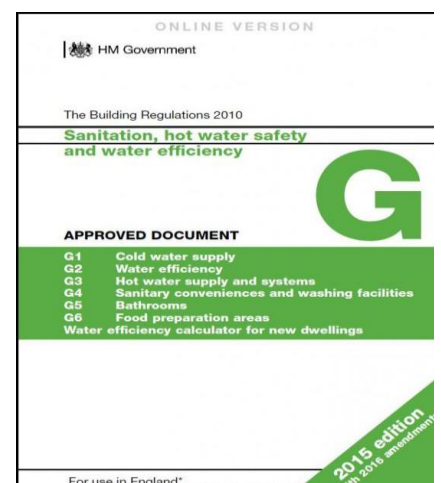 ONLINE VERSION
HM Government
The Building Regulations 2010
Sanitation, hot water safety
and water efficiency
G
APPROVED DOCUMENT
G1 Cold water supply
G2 Water efficiency
G3 Hot water supply and systems
G4 Sanitary conveniences and washing facilities
G5 Bathrooms
G6 Food preparation areas
Water efficiency calculator for new dwellings
2015 edition
2016 amendments
For use in England*